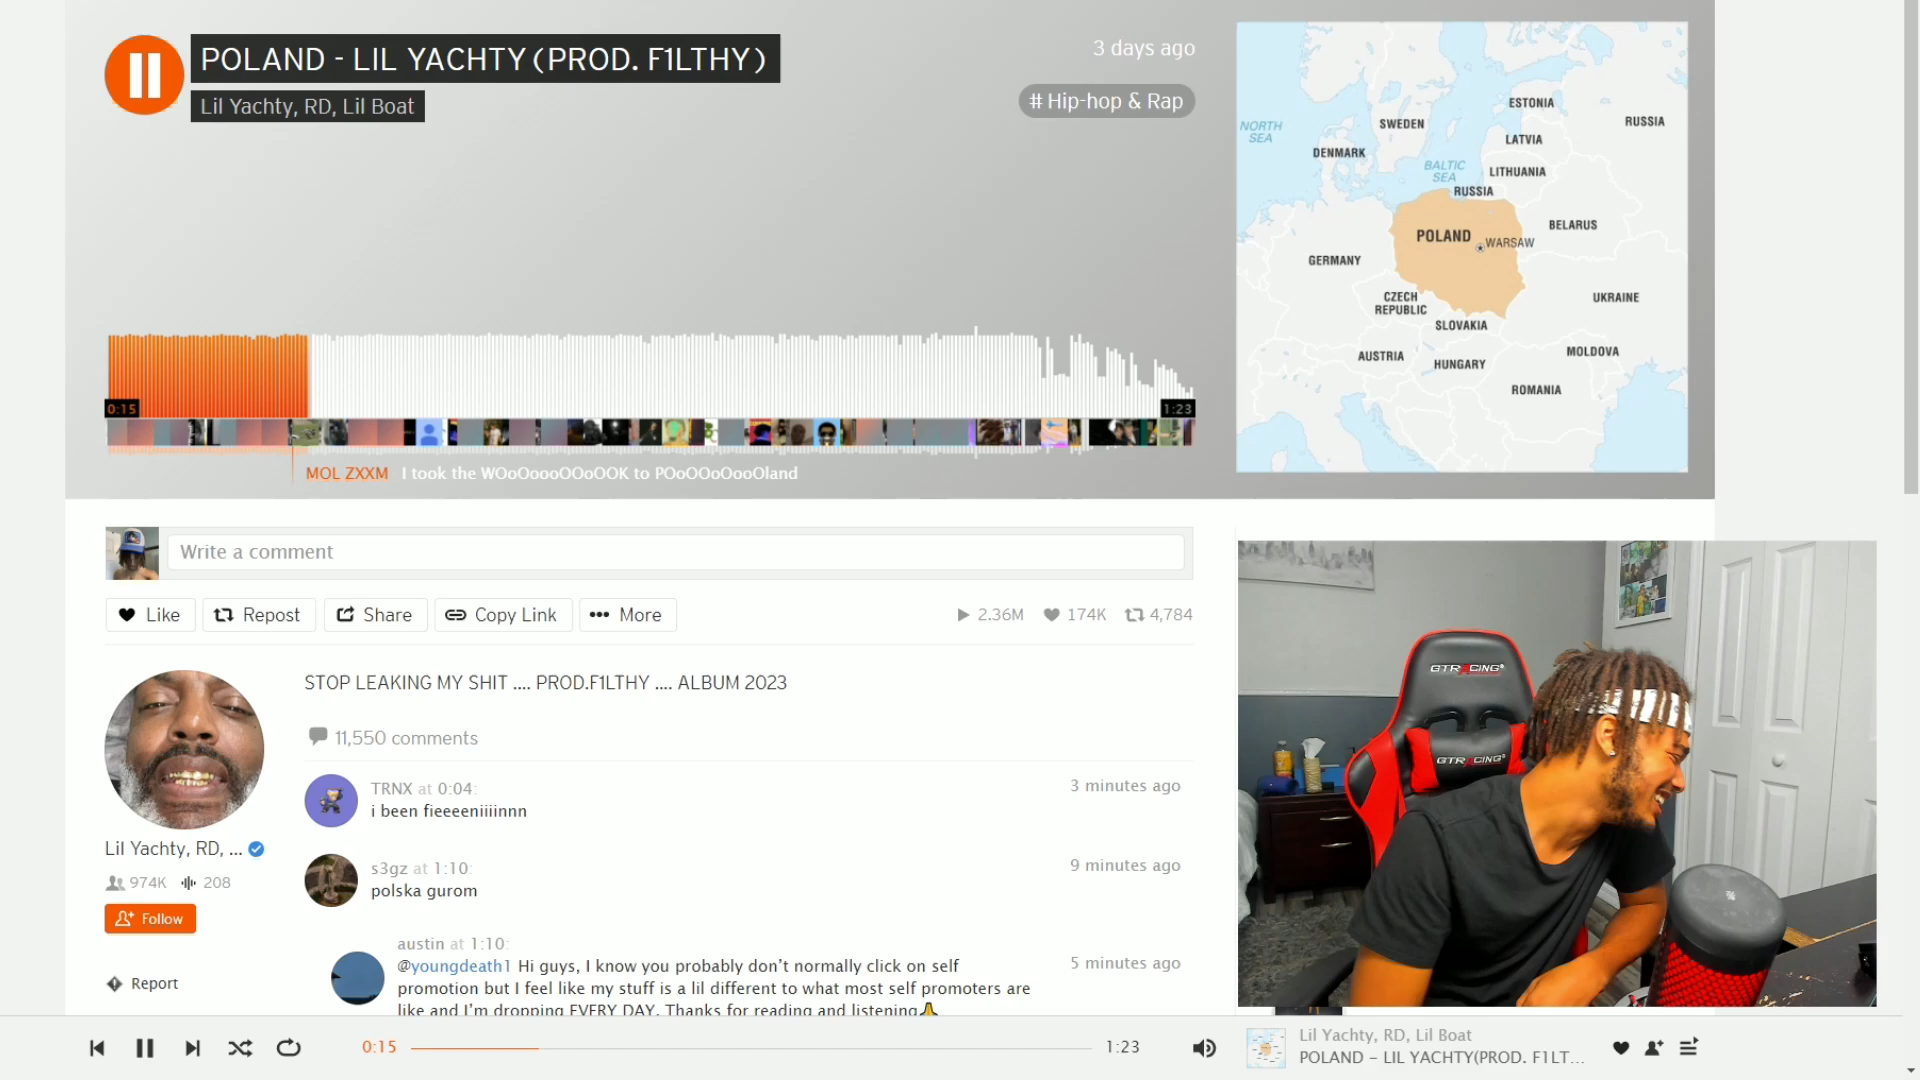 POLAND - LIL YACHTY (PROD. F1LTHY)
Lil Yachty, RD, Lil Boat
3 days ago
# Hip-hop & Rap
NORTH
SEA
SWEDEN
ESTONIA
RUSSIA
LATVIA
DENMARK
BALTIC
SEA
LITHUANIA
RUSSIA
POLAND
WARSAW
BELARUS
GERMANY
CZECH
REPUBLIC
UKRAINE
SLOVAKIA
AUSTRIA
HUNGARY
MOLDOVA
ROMANIA
0:15
1:23
MOL ZXXM I took the WOoOoooOOoOOK to POoOOoOooOland
Write a comment
Like
Repost
Share
Copy Link
More
2.36M
174K
4,784
STOP LEAKING MY SHIT .... PROD.F1LTHY .... ALBUM 2023
11,550 comments
TRNX at 0:04:
3 minutes ago
i been fieeeeniiiinnn
Lil Yachty, RD, ...
974K
208
Follow
Report
s3gz at 1:10:
9 minutes ago
polska gurom
austin at 1:10:
5 minutes ago
@youngdeath1 Hi guys, I know you probably don't normally click on self
promotion but I feel like my stuff is a lil different to what most self promoters are
like and I'm dropping EVERY DAY. Thanks for reading and listening🙏
GTRACING
GTRACING
0:15
1:23
Lil Yachty, RD, Lil Boat
POLAND – LIL YACHTY(PROD. F1LT...